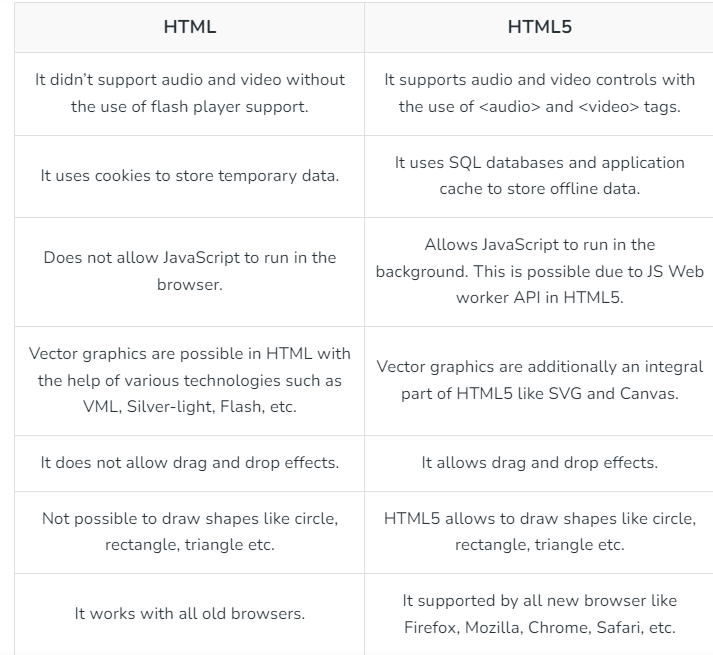 HTML
HTML5
It didn’t support audio and video without
the use of flash player support.
It supports audio and video controls with
the use of <audio> and <video> tags.
It uses cookies to store temporary data.
It uses SQL databases and application
cache to store offline data.
Does not allow JavaScript to run in the
browser.
Allows JavaScript to run in the
background. This is possible due to JS Web
worker API in HTML5.
Vector graphics are possible in HTML with
the help of various technologies such as
VML, Silver-light, Flash, etc.
Vector graphics are additionally an integral
part of HTML5 like SVG and Canvas.
It does not allow drag and drop effects.
It allows drag and drop effects.
Not possible to draw shapes like circle,
rectangle, triangle etc.
HTML5 allows to draw shapes like circle,
rectangle, triangle etc.
It works with all old browsers.
It supported by all new browser like
Firefox, Mozilla, Chrome, Safari, etc.